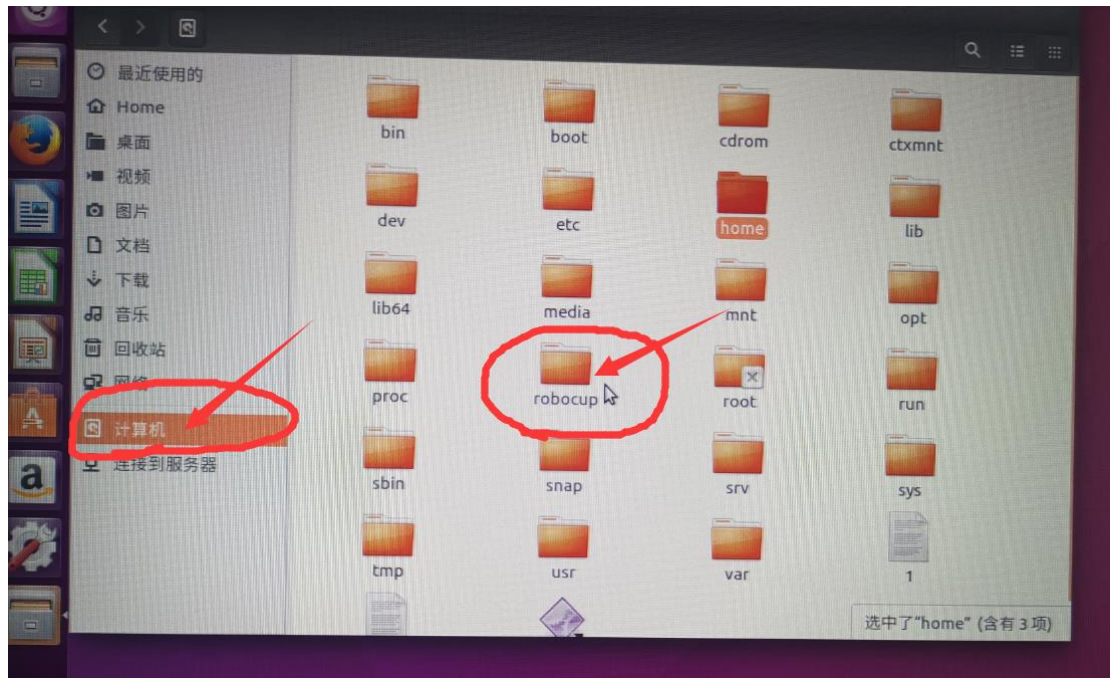 最近使用的
Home
桌面
视频
图片
文档
下载
音乐
回收站
网络
计算机
连接到服务器
bin
boot
cdrom
ctxmnt
dev
etc
home
lib
lib64
media
mnt
opt
proc
robocup
root
run
sbin
snap
srv
sys
tmp
usr
var
1
选中了"home" (含有 3 项)
a
A